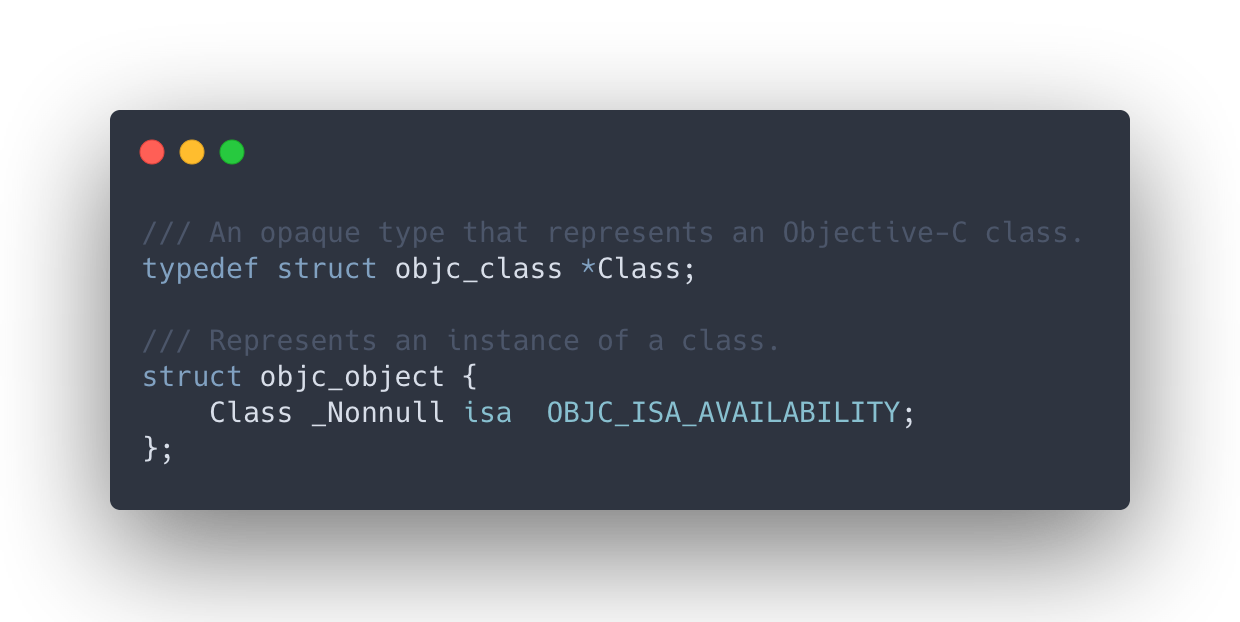 /// An opaque type that represents an Objective-C class.
typedef struct objc_class *Class;
/// Represents an instance of a class.
struct objc_object {
    Class _Nonnull isa  OBJC_ISA_AVAILABILITY;
};